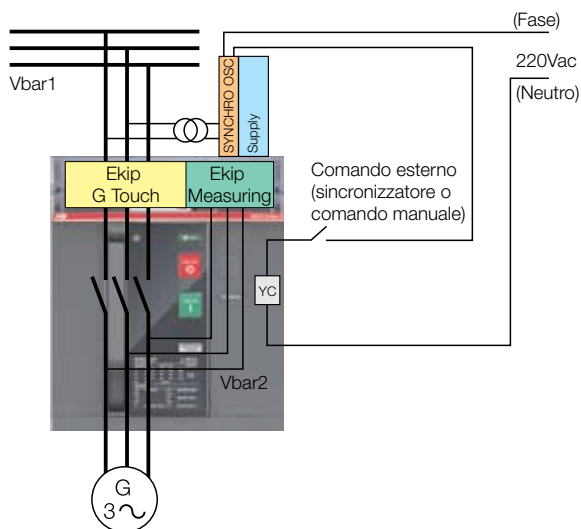 (Fase)
220Vac
(Neutro)
Vbar1
SYNCHRO OSC
Supply
Ekip
G Touch
Ekip
Measuring
Comando esterno
(sincronizzatore o
comando manuale)
YC
Vbar2
G
3